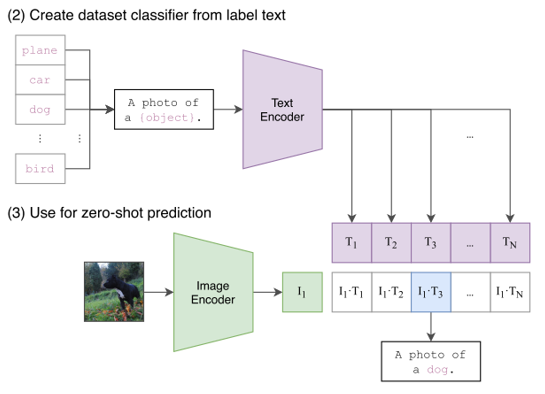 (2) Create dataset classifier from label text
plane
car
dog
⋮
⋮
bird
A photo of
a {object}.
Text
Encoder
...
(3) Use for zero-shot prediction
Image
Encoder
I₁
T₁ T₂ T₃ ... T_N
I₁·T₁ I₁·T₂ I₁·T₃ ... I₁·T_N
A photo of
a dog.